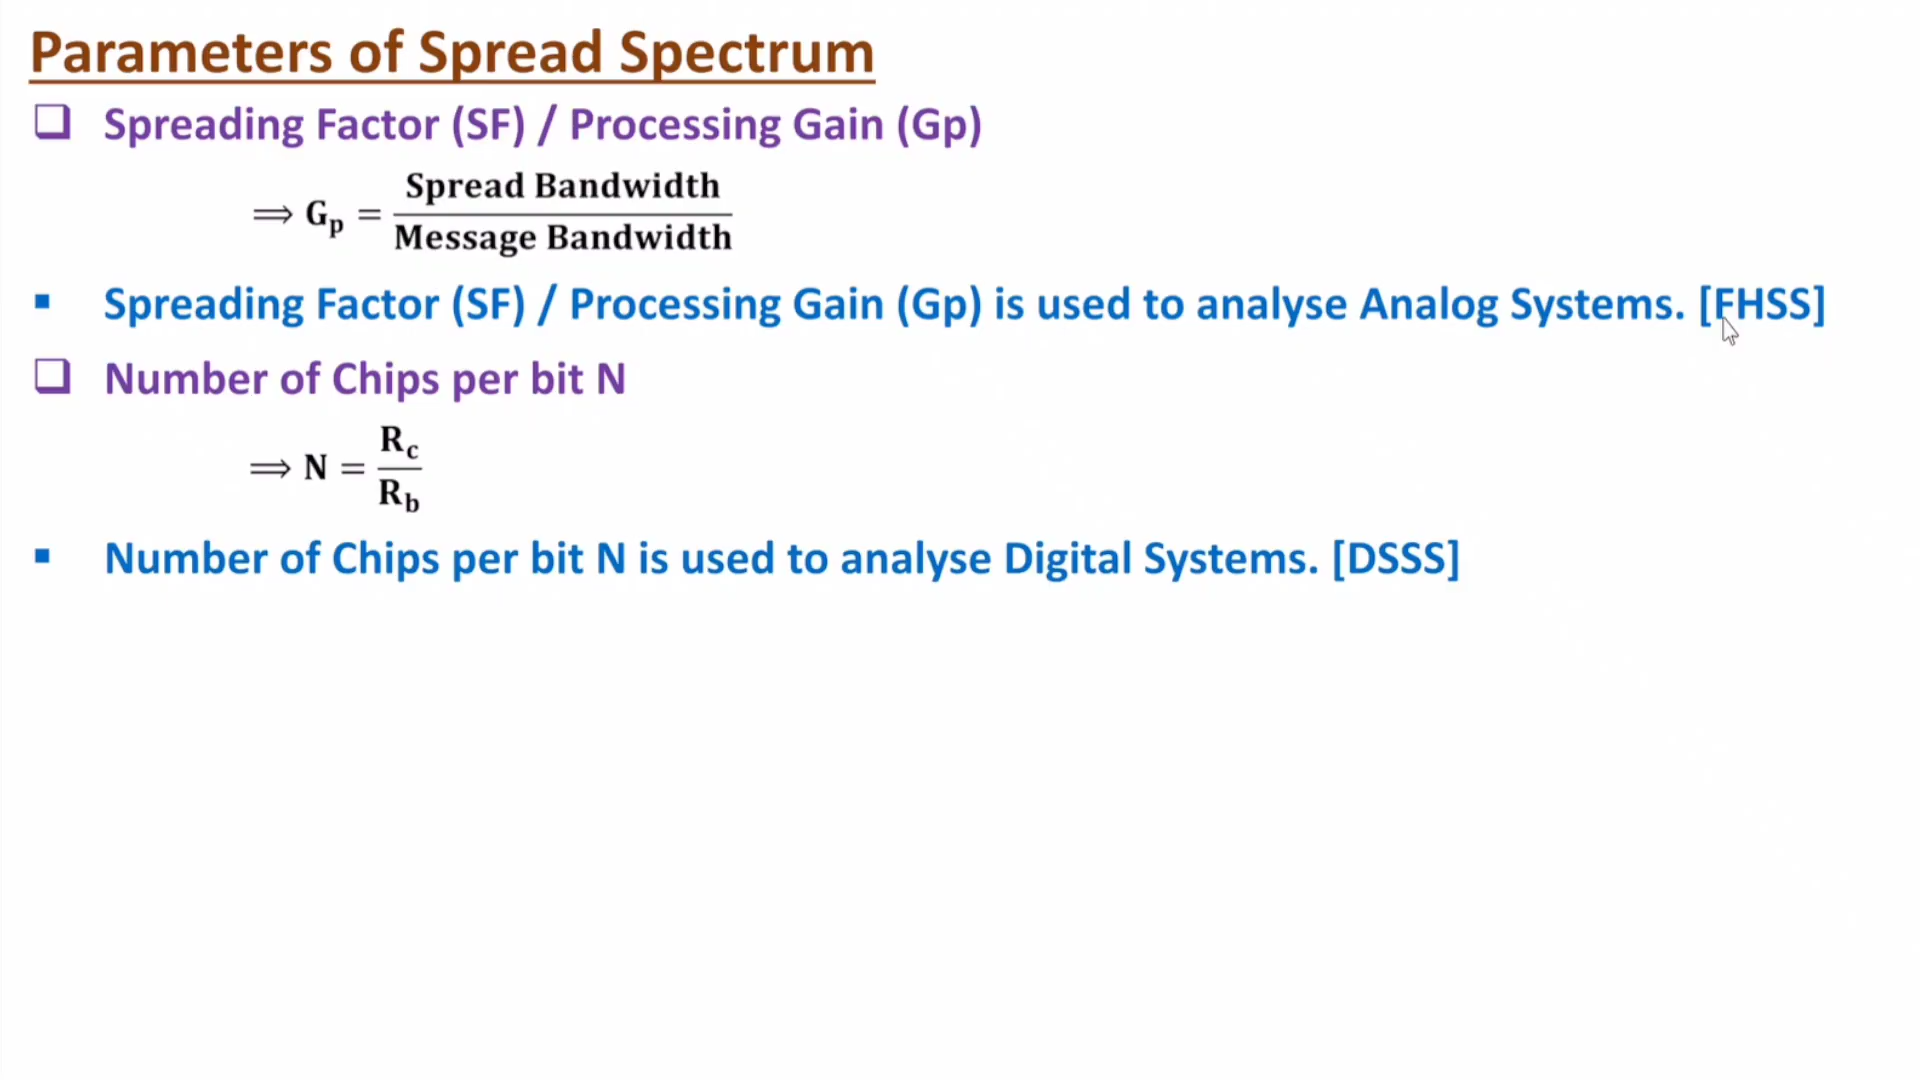 Parameters of Spread Spectrum
❑ Spreading Factor (SF) / Processing Gain (Gp)
⟹ Gₚ = Spread Bandwidth / Message Bandwidth
▪ Spreading Factor (SF) / Processing Gain (Gp) is used to analyse Analog Systems. [FHSS]
❑ Number of Chips per bit N
⟹ N = R_c / R_b
▪ Number of Chips per bit N is used to analyse Digital Systems. [DSSS]